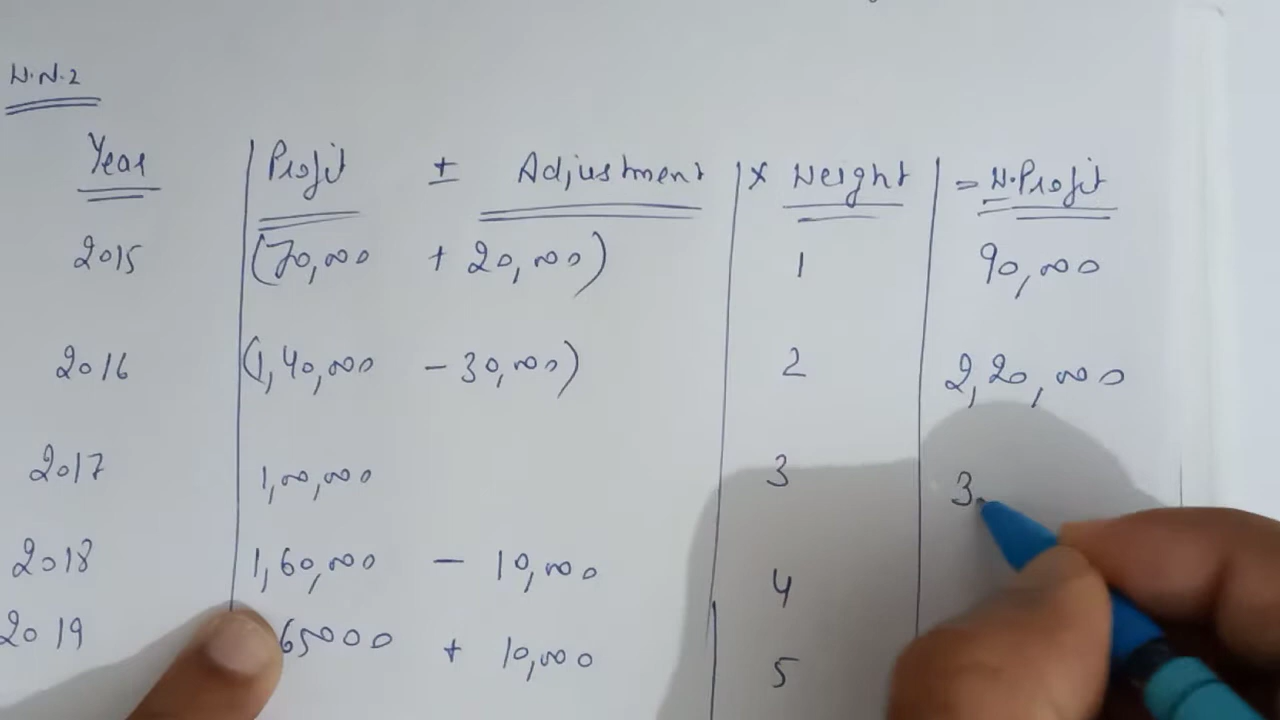 W.N.2
Year Profit ± Adjustment × Weight = W.Profit
2015 (70,000 + 20,000) 1 90,000
2016 (1,40,000 - 30,000) 2 2,20,000
2017 1,00,000 3 3
2018 1,60,000 - 10,000 4
2019 65000 + 10,000 5